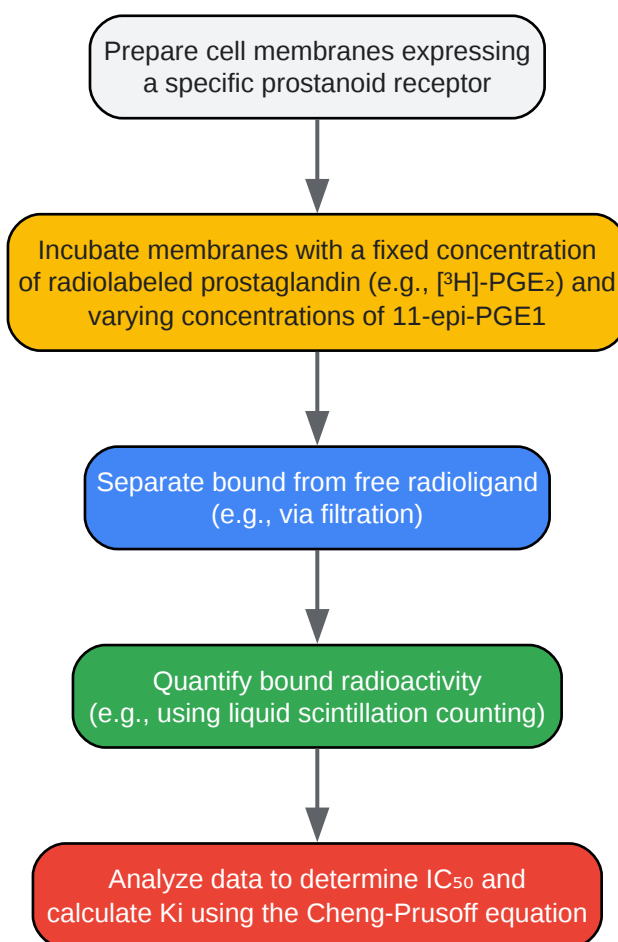 Prepare cell membranes expressing
a specific prostanoid receptor
Incubate membranes with a fixed concentration
of radiolabeled prostaglandin (e.g., [³H]-PGE₂) and
varying concentrations of 11-epi-PGE1
Separate bound from free radioligand
(e.g., via filtration)
Quantify bound radioactivity
(e.g., using liquid scintillation counting)
Analyze data to determine IC₅₀ and
calculate Ki using the Cheng-Prusoff equation